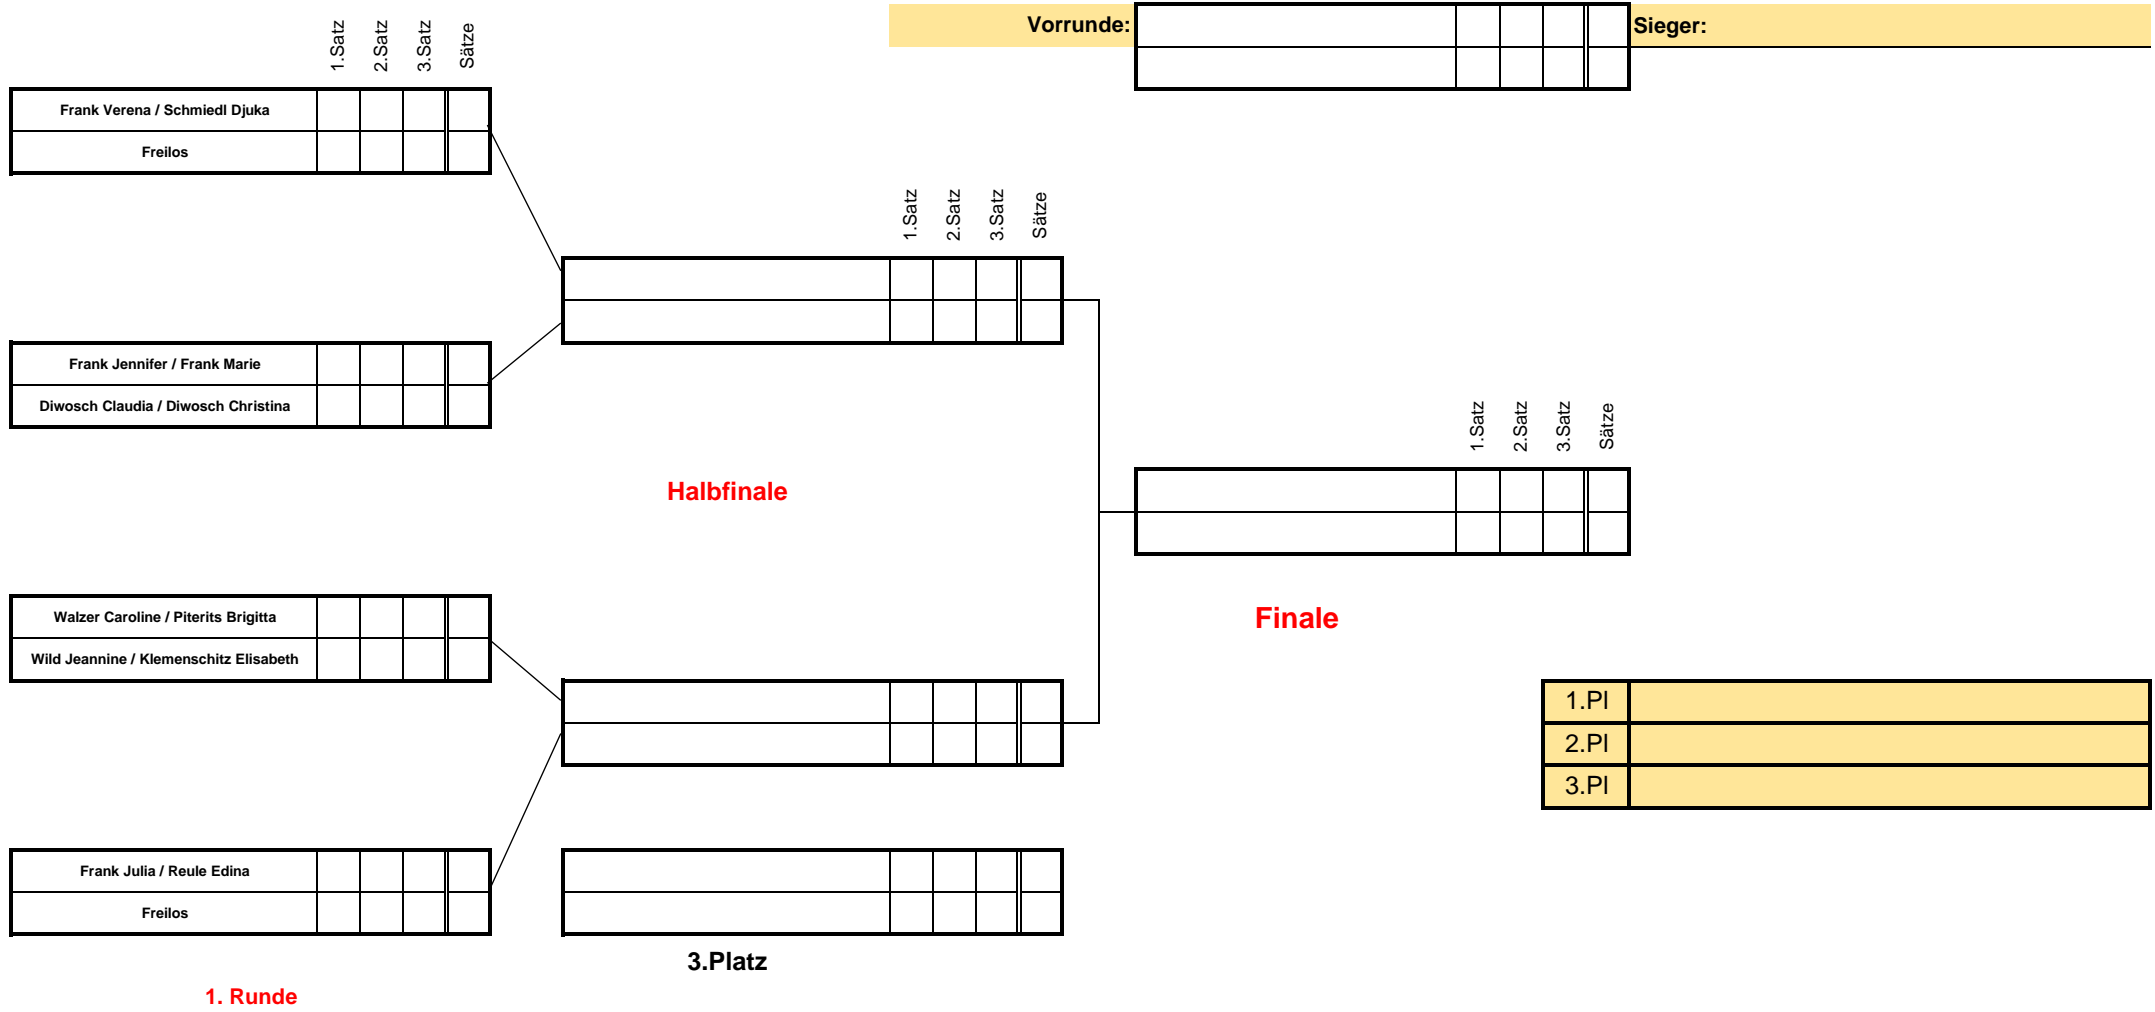 Vorrunde:
Sieger:
1.Satz
2.Satz
3.Satz
Sätze
Frank Verena / Schmiedl Djuka
Freilos
1.Satz
2.Satz
3.Satz
Sätze
Frank Jennifer / Frank Marie
Diwosch Claudia / Diwosch Christina
1.Satz
2.Satz
3.Satz
Sätze
Halbfinale
Walzer Caroline / Piterits Brigitta
Wild Jeannine / Klemenschitz Elisabeth
Finale
1.Pl
2.Pl
3.Pl
Frank Julia / Reule Edina
Freilos
3.Platz
1. Runde